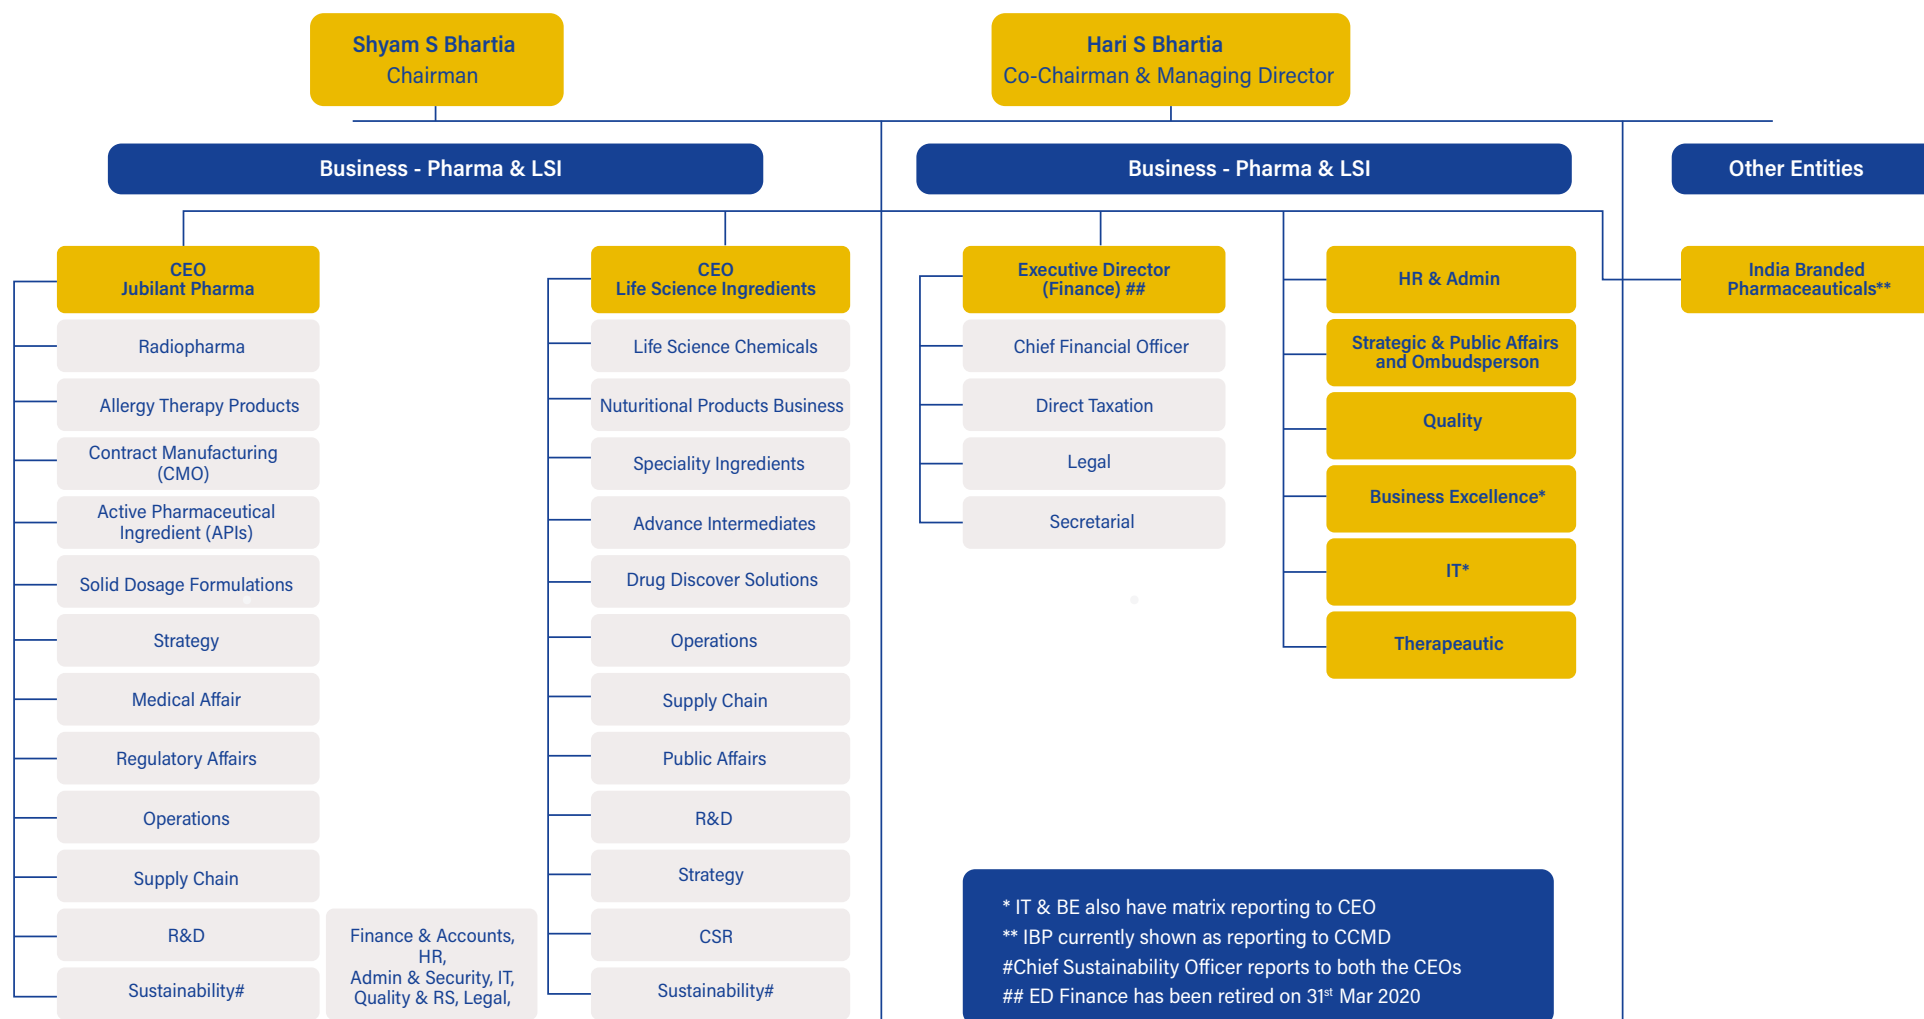 Shyam S Bhartia
Chairman
Hari S Bhartia
Co-Chairman & Managing Director
Business - Pharma & LSI
Business - Pharma & LSI
Other Entities
CEO
Jubilant Pharma
Radiopharma
Allergy Therapy Products
Contract Manufacturing
(CMO)
Active Pharmaceutical
Ingredient (APIs)
Solid Dosage Formulations
Strategy
Medical Affair
Regulatory Affairs
Operations
Supply Chain
R&D
Sustainability#
Finance & Accounts,
HR,
Admin & Security, IT,
Quality & RS, Legal,
CEO
Life Science Ingredients
Life Science Chemicals
Nuturitional Products Business
Speciality Ingredients
Advance Intermediates
Drug Discover Solutions
Operations
Supply Chain
Public Affairs
R&D
Strategy
CSR
Sustainability#
Executive Director
(Finance) ##
Chief Financial Officer
Direct Taxation
Legal
Secretarial
HR & Admin
Strategic & Public Affairs
and Ombudsperson
Quality
Business Excellence*
IT*
Therapeautic
India Branded
Pharmaceauticals**
* IT & BE also have matrix reporting to CEO
** IBP currently shown as reporting to CCMD
#Chief Sustainability Officer reports to both the CEOs
## ED Finance has been retired on 31st Mar 2020